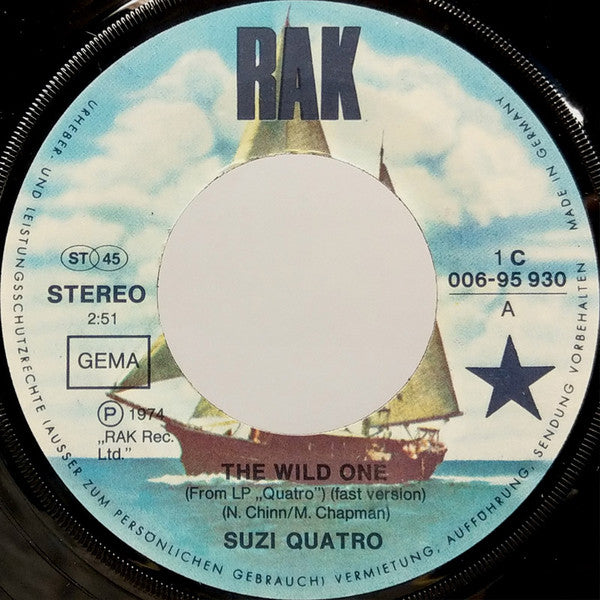 RAK
ST 45
STEREO
2:51
GEMA
P 1974
„RAK Rec.
Ltd."
1 C
006-95 930
A
THE WILD ONE
(From LP „Quatro") (fast version)
(N. Chinn/M. Chapman)
SUZI QUATRO
URHEBER- UND LEISTUNGSSCHUTZRECHTE (AUSSER ZUM PERSÖNLICHEN GEBRAUCH) VERMIETUNG, AUFFÜHRUNG, SENDUNG VORBEHALTEN MADE IN GERMANY